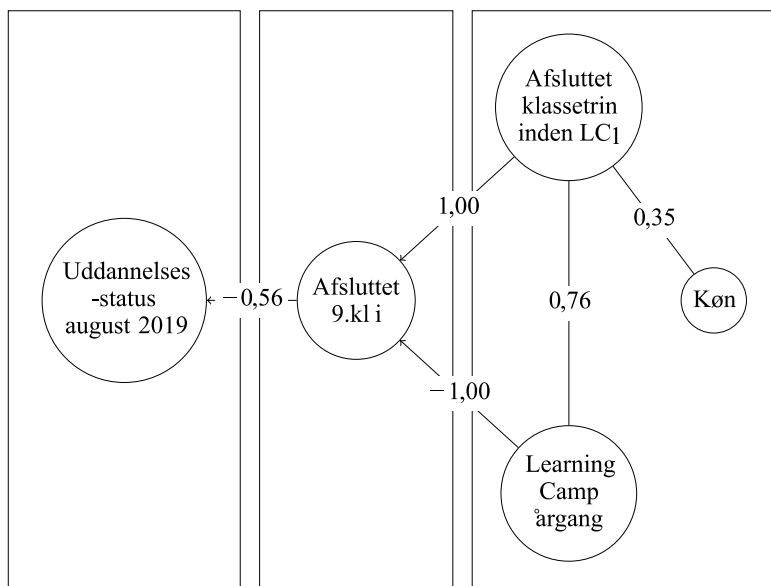 Afsluttet
klassetrin
inden LC1
1,00
0,35
Uddannelses
-status
august 2019
−0,56
Afsluttet
9.kl i
0,76
Køn
−1,00
Learning
Camp
årgang